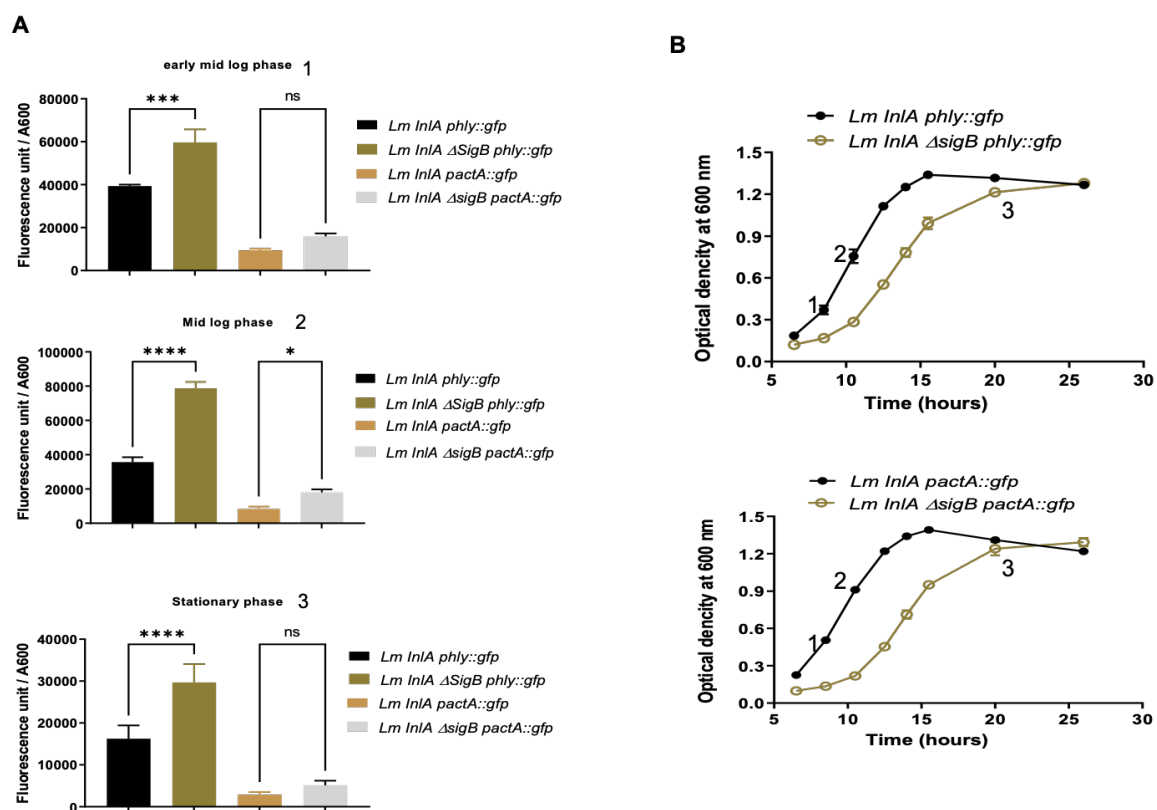 A
early mid log phase 1
Fluorescence unit / A600
80000
60000
40000
20000
0
***
ns
Lm InlA phly::gfp
Lm InlA ΔSigB phly::gfp
Lm InlA pactA::gfp
Lm InlA ΔsigB pactA::gfp
Mid log phase 2
Fluorescence unit / A600
100000
80000
60000
40000
20000
0
****
*
Lm InlA phly::gfp
Lm InlA ΔSigB phly::gfp
Lm InlA pactA::gfp
Lm InlA ΔsigB pactA::gfp
Stationary phase 3
Fluorescence unit / A600
40000
30000
20000
10000
0
****
ns
Lm InlA phly::gfp
Lm InlA ΔSigB phly::gfp
Lm InlA pactA::gfp
Lm InlA ΔsigB pactA::gfp
B
Lm InlA phly::gfp
Lm InlA ΔsigB phly::gfp
Optical dencity at 600 nm
1.5
1.2
0.9
0.6
0.3
0.0
1
2
3
5 10 15 20 25 30
Time (hours)
Lm InlA pactA::gfp
Lm InlA ΔsigB pactA::gfp
Optical dencity at 600 nm
1.5
1.2
0.9
0.6
0.3
0.0
1
2
3
5 10 15 20 25 30
Time (hours)